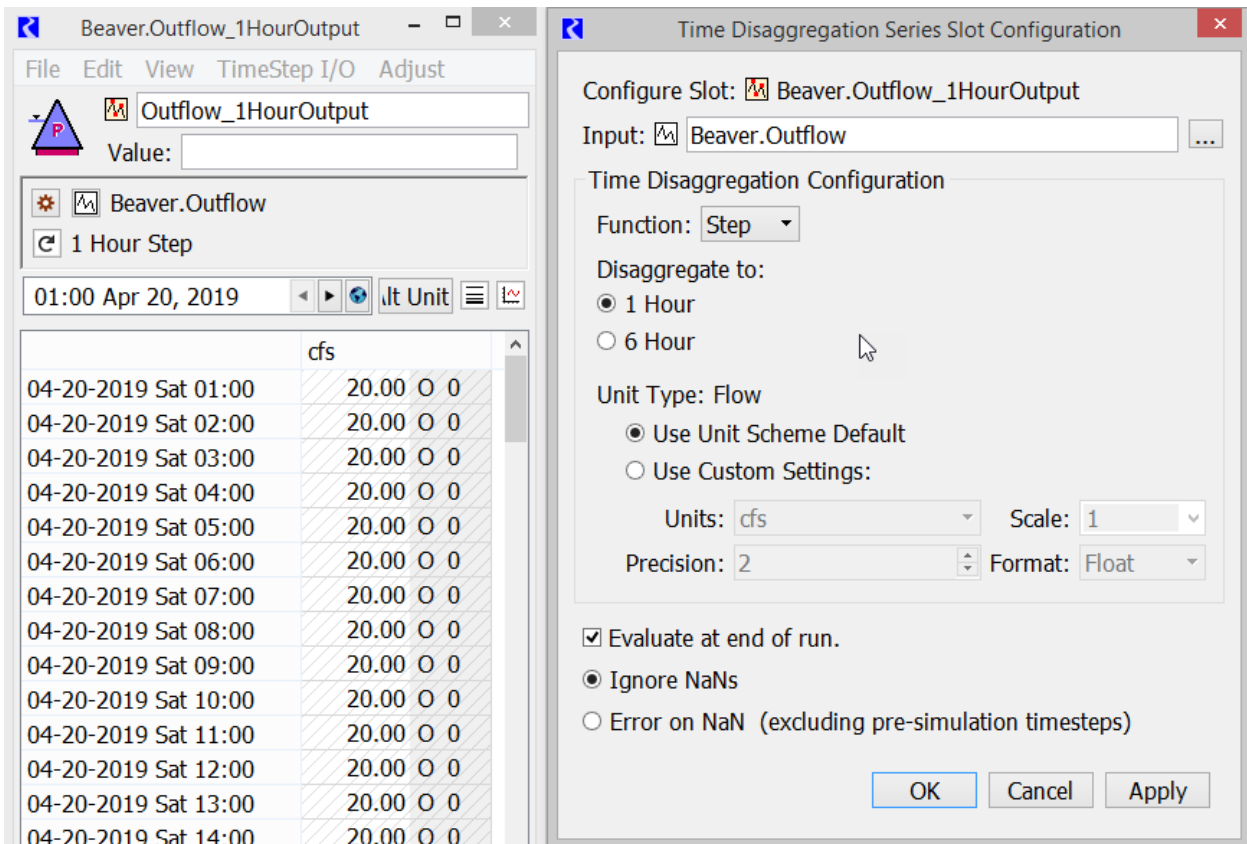 Beaver.Outflow_1HourOutput
File Edit View TimeStep I/O Adjust
Outflow_1HourOutput
Value:
Beaver.Outflow
1 Hour Step
01:00 Apr 20, 2019 lt Unit
cfs
04-20-2019 Sat 01:00 20.00 O 0
04-20-2019 Sat 02:00 20.00 O 0
04-20-2019 Sat 03:00 20.00 O 0
04-20-2019 Sat 04:00 20.00 O 0
04-20-2019 Sat 05:00 20.00 O 0
04-20-2019 Sat 06:00 20.00 O 0
04-20-2019 Sat 07:00 20.00 O 0
04-20-2019 Sat 08:00 20.00 O 0
04-20-2019 Sat 09:00 20.00 O 0
04-20-2019 Sat 10:00 20.00 O 0
04-20-2019 Sat 11:00 20.00 O 0
04-20-2019 Sat 12:00 20.00 O 0
04-20-2019 Sat 13:00 20.00 O 0
04-20-2019 Sat 14:00 20.00 O 0
Time Disaggregation Series Slot Configuration
Configure Slot: Beaver.Outflow_1HourOutput
Input: Beaver.Outflow ...
Time Disaggregation Configuration
Function: Step
Disaggregate to:
1 Hour
6 Hour
Unit Type: Flow
Use Unit Scheme Default
Use Custom Settings:
Units: cfs Scale: 1
Precision: 2 Format: Float
Evaluate at end of run.
Ignore NaNs
Error on NaN (excluding pre-simulation timesteps)
OK Cancel Apply